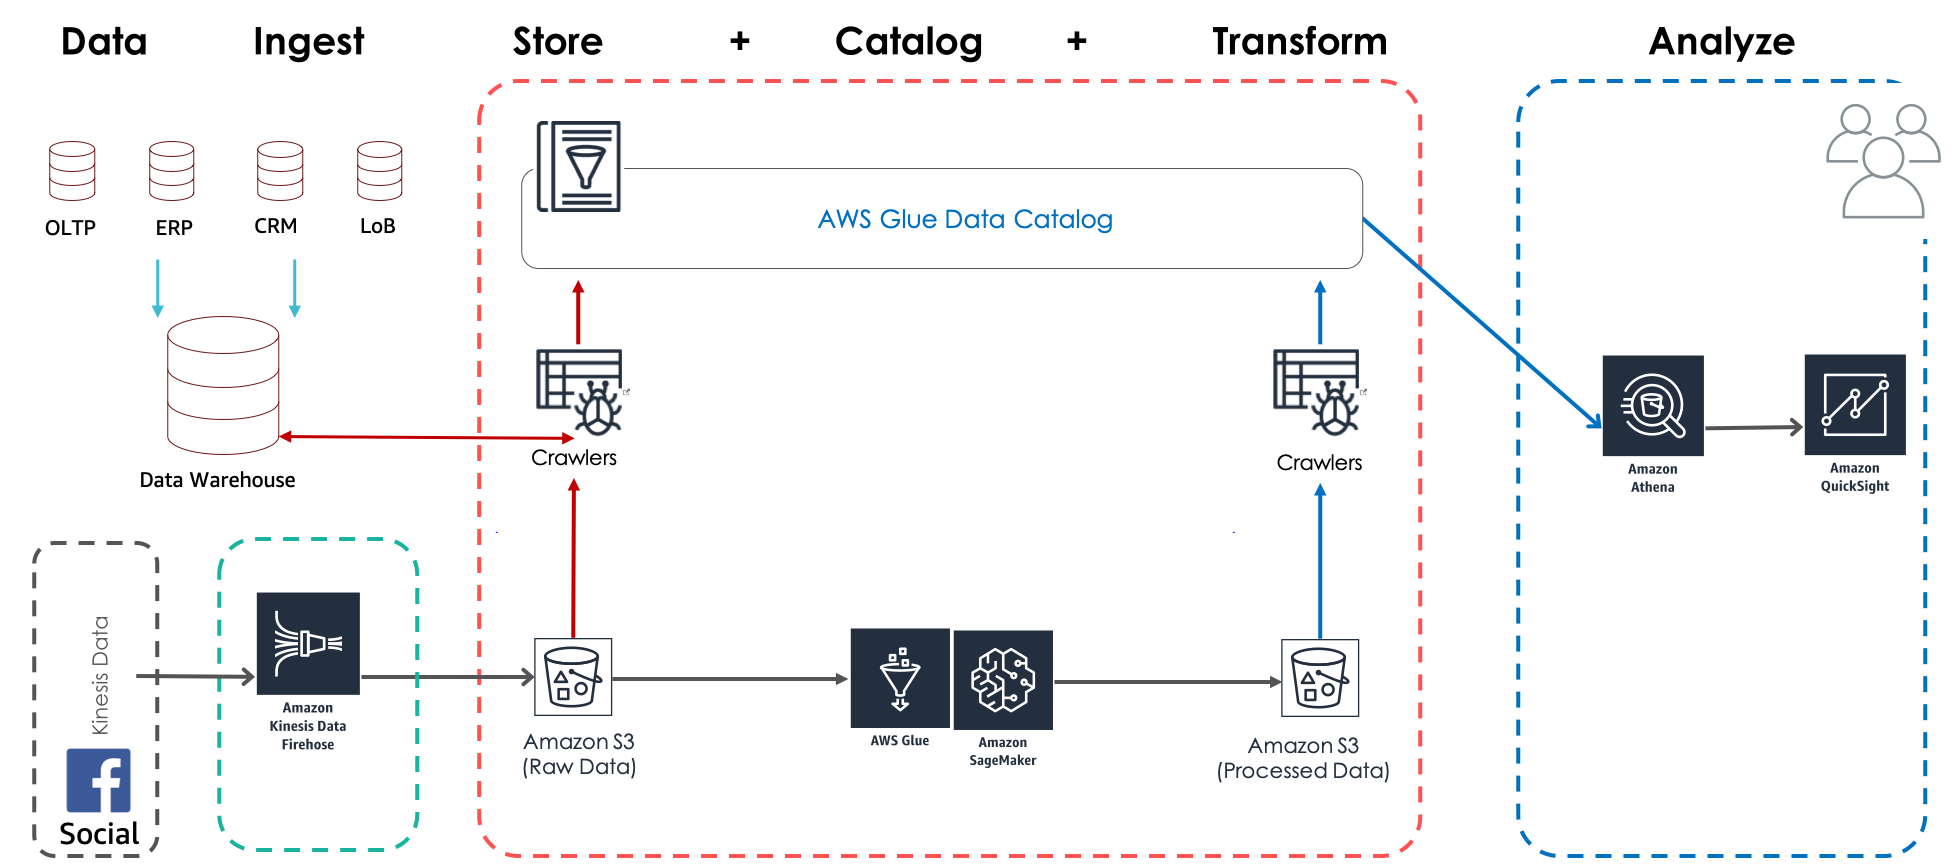 Data
Ingest
Store
+
Catalog
+
Transform
Analyze
OLTP
ERP
CRM
LoB
AWS Glue Data Catalog
Data Warehouse
Crawlers
Crawlers
Amazon
Athena
Amazon
QuickSight
Kinesis Data
Social
Amazon
Kinesis Data
Firehose
Amazon S3
(Raw Data)
AWS Glue
Amazon
SageMaker
Amazon S3
(Processed Data)